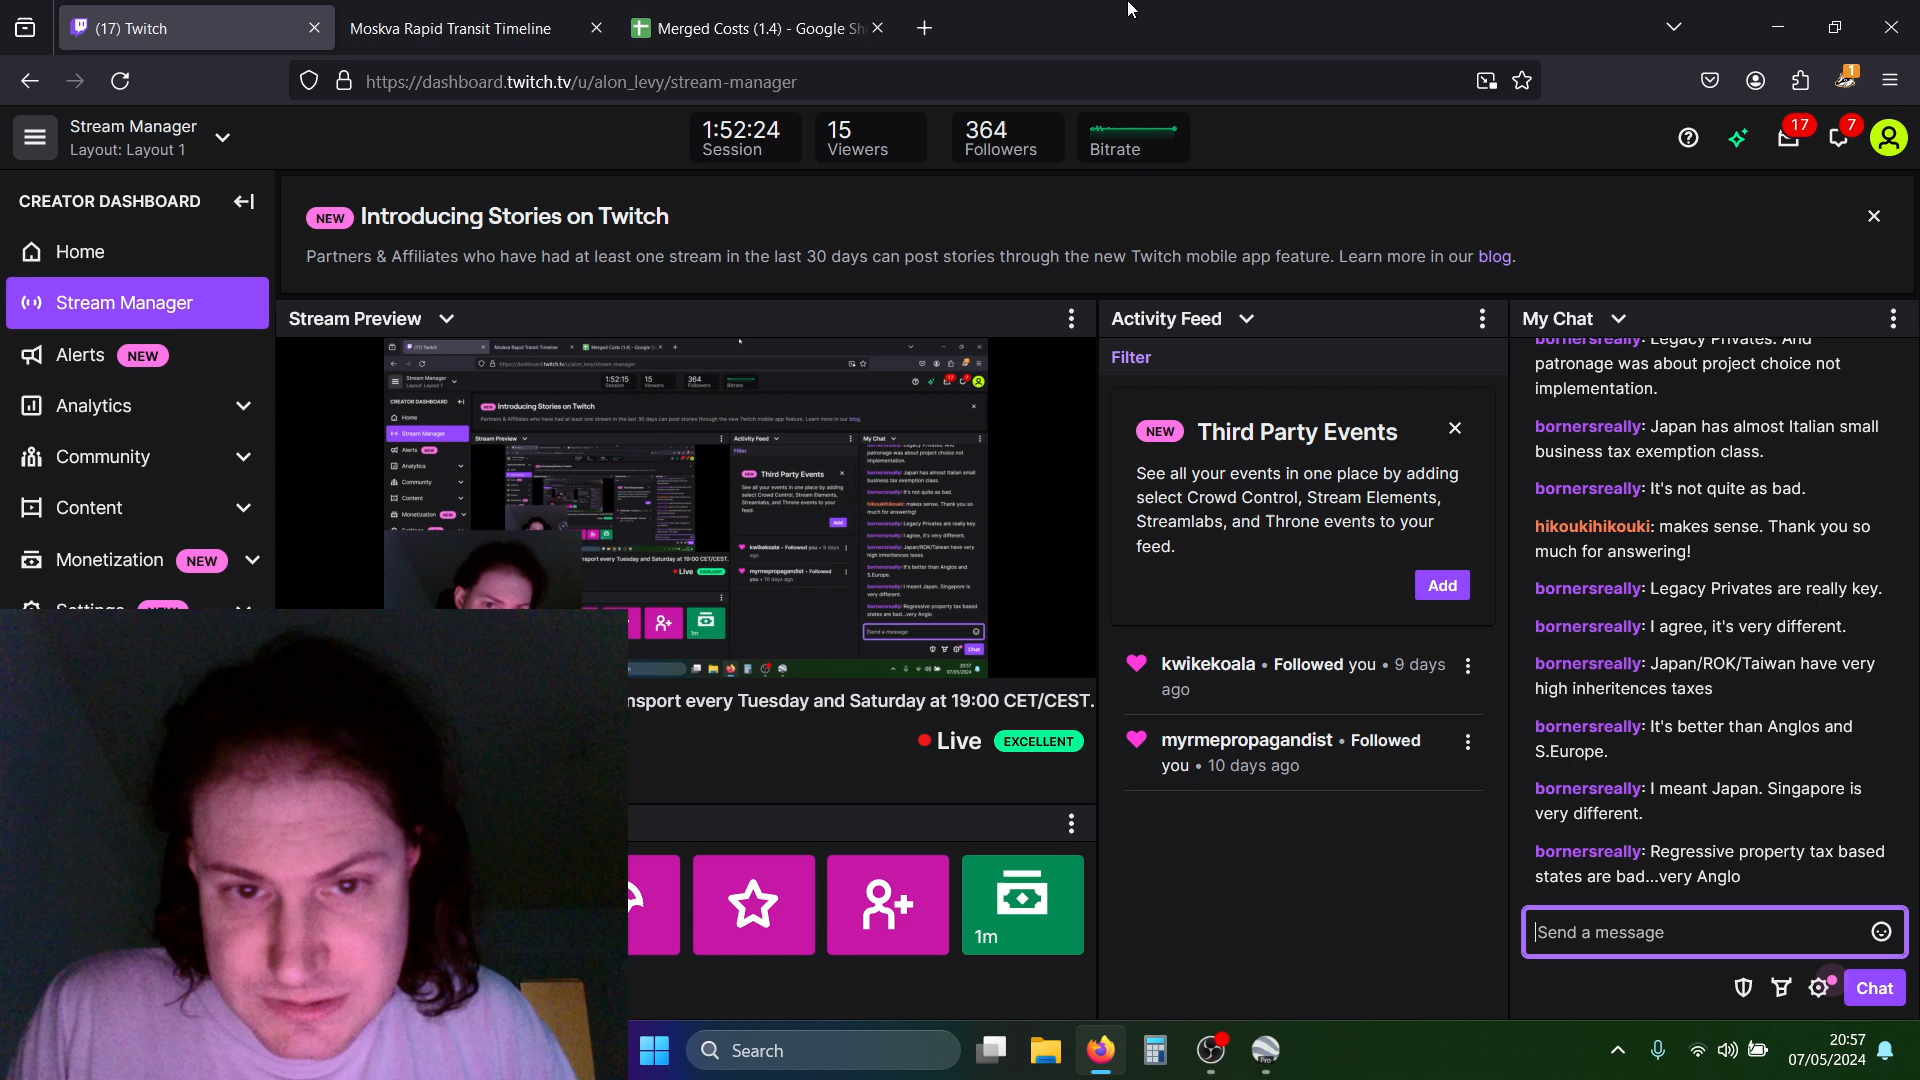 (17) Twitch
Moskva Rapid Transit Timeline
Merged Costs (1.4) - Google Sh
https://dashboard.twitch.tv/u/alon_levy/stream-manager
1
Stream Manager
Layout: Layout 1
1:52:24
Session
15
Viewers
364
Followers
Bitrate
17
7
CREATOR DASHBOARD
Home
Stream Manager
Alerts NEW
Analytics
Community
Content
Monetization NEW
NEW Introducing Stories on Twitch
Partners & Affiliates who have had at least one stream in the last 30 days can post stories through the new Twitch mobile app feature. Learn more in our blog.
Stream Preview
nsport every Tuesday and Saturday at 19:00 CET/CEST.
Live EXCELLENT
1m
Activity Feed
Filter
NEW Third Party Events
See all your events in one place by adding
select Crowd Control, Stream Elements,
Streamlabs, and Throne events to your
feed.
Add
kwikekoala • Followed you • 9 days
ago
myrmepropagandist • Followed
you • 10 days ago
My Chat
bornersreally: Legacy Privates. And
patronage was about project choice not
implementation.
bornersreally: Japan has almost Italian small
business tax exemption class.
bornersreally: It's not quite as bad.
hikoukihikouki: makes sense. Thank you so
much for answering!
bornersreally: Legacy Privates are really key.
bornersreally: I agree, it's very different.
bornersreally: Japan/ROK/Taiwan have very
high inheritences taxes
bornersreally: It's better than Anglos and
S.Europe.
bornersreally: I meant Japan. Singapore is
very different.
bornersreally: Regressive property tax based
states are bad...very Anglo
Send a message
Chat
Search
20:57
07/05/2024